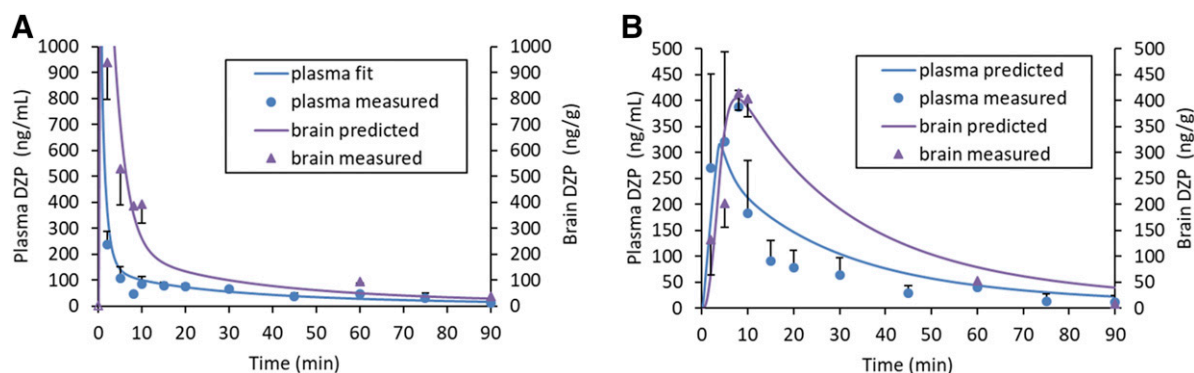 A
1000
900
800
700
600
500
400
300
200
100
0
Plasma DZP (ng/mL)
plasma fit
plasma measured
brain predicted
brain measured
1000
900
800
700
600
500
400
300
200
100
0
Brain DZP (ng/g)
0 10 20 30 40 50 60 70 80 90
Time (min)
B
500
450
400
350
300
250
200
150
100
50
0
Plasma DZP (ng/mL)
plasma predicted
plasma measured
brain predicted
brain measured
500
450
400
350
300
250
200
150
100
50
0
Brain DZP (ng/g)
0 10 20 30 40 50 60 70 80 90
Time (min)